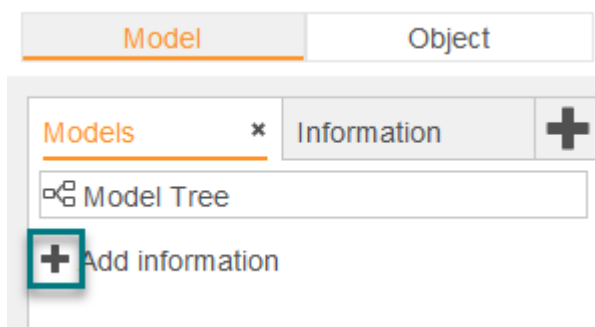 Model Object
Models Information
Model Tree
Add information